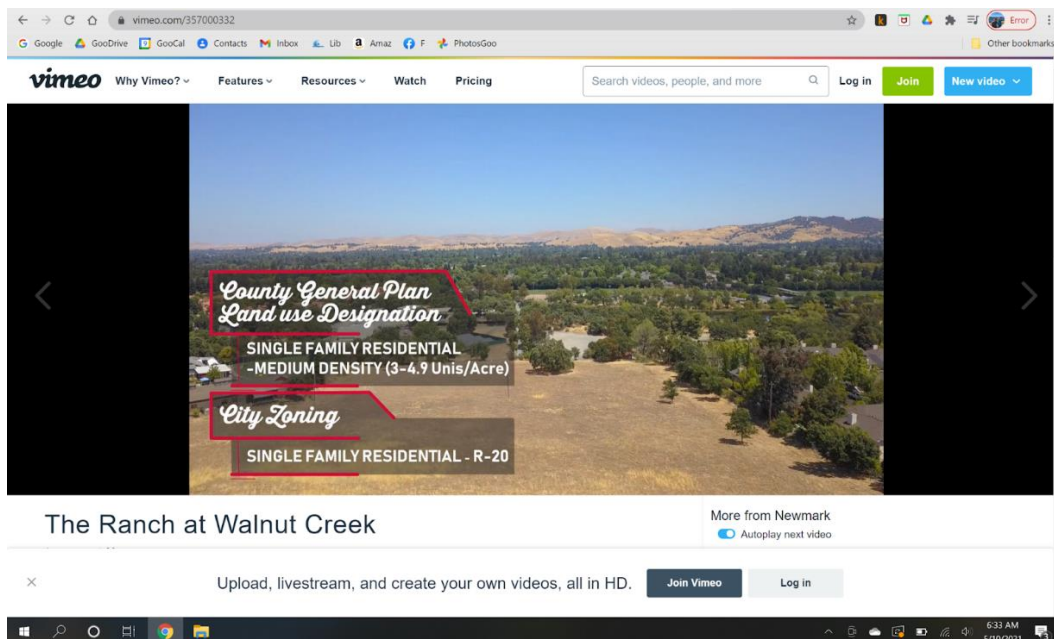 vimeo.com/357000332
Error
Google GooDrive GooCal Contacts Inbox Lib Amaz F PhotosGoo Other bookmarks
vimeo Why Vimeo? Features Resources Watch Pricing Search videos, people, and more Log in Join New video
County General Plan
Land use Designation
SINGLE FAMILY RESIDENTIAL
-MEDIUM DENSITY (3-4.9 Unis/Acre)
City Zoning
SINGLE FAMILY RESIDENTIAL - R-20
The Ranch at Walnut Creek
More from Newmark
Autoplay next video
Upload, livestream, and create your own videos, all in HD. Join Vimeo Log in
6:33 AM